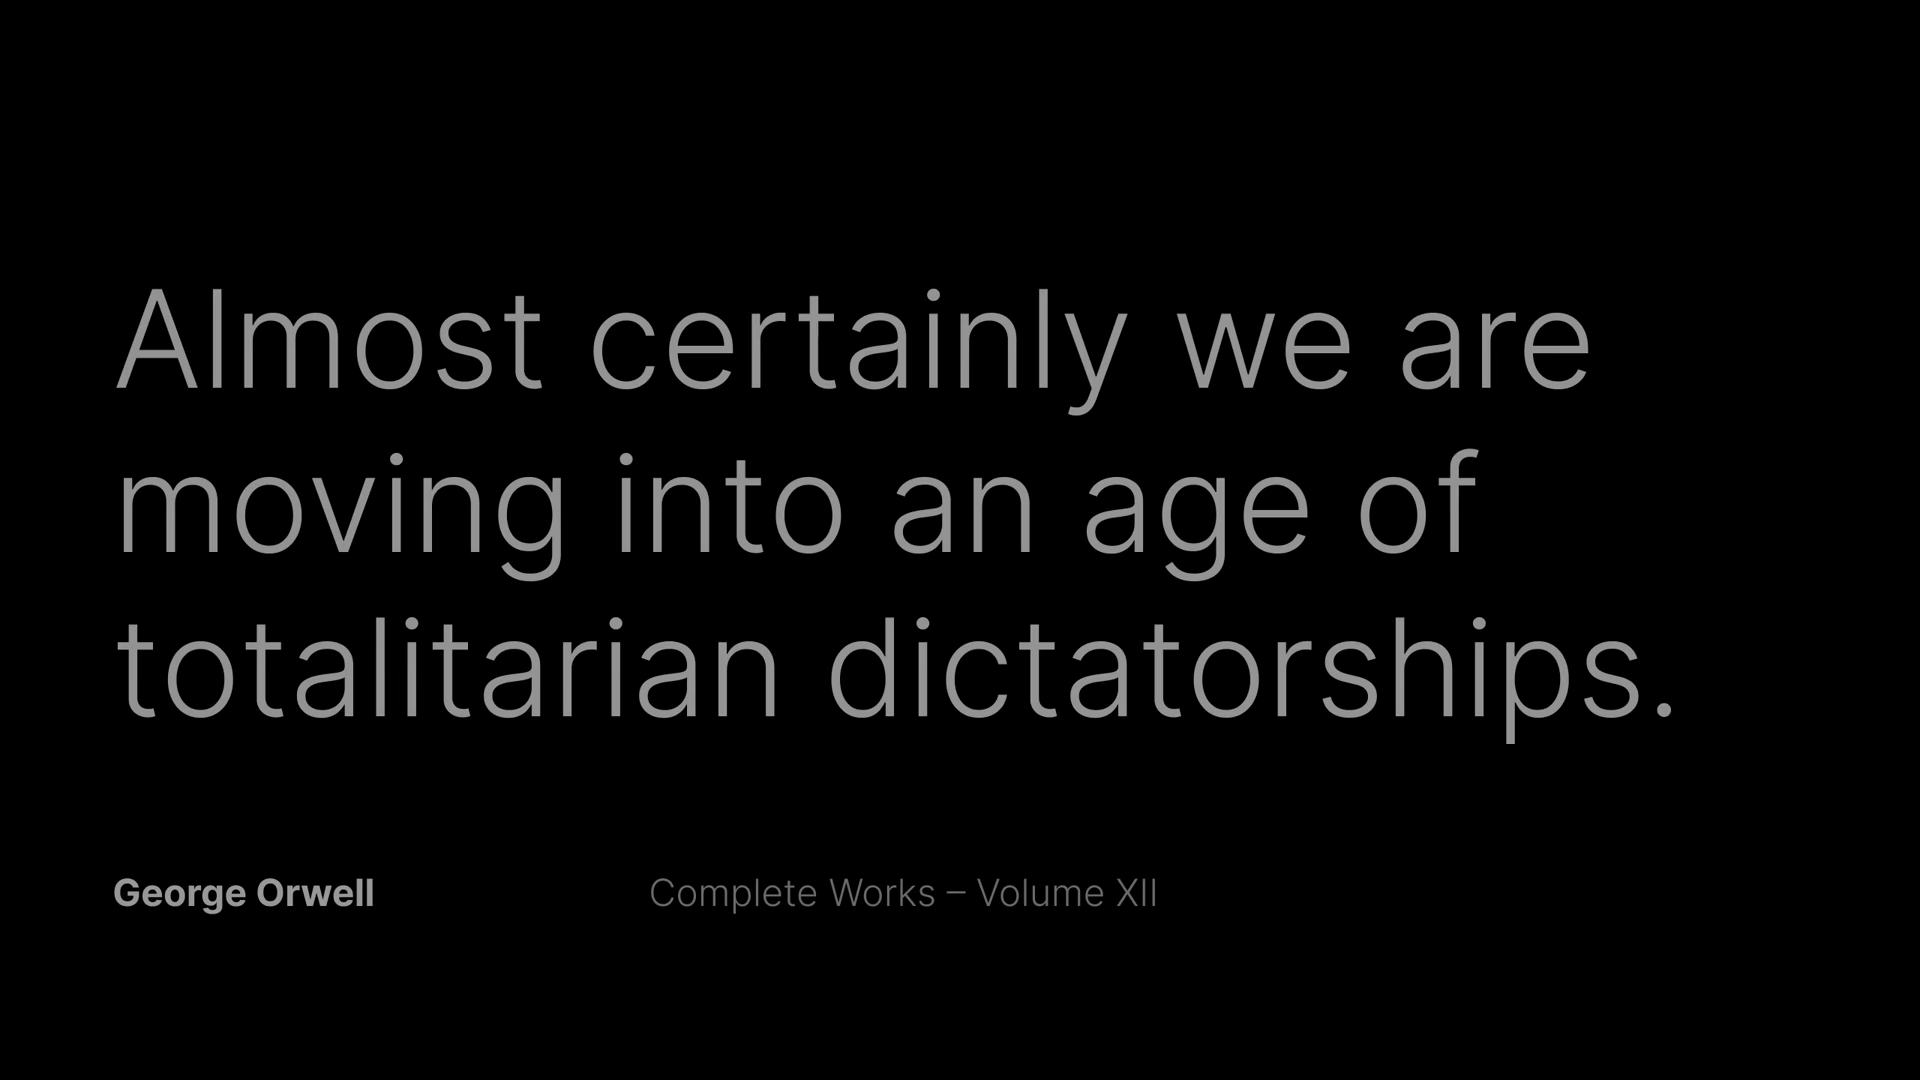 Almost certainly we are
moving into an age of
totalitarian dictatorships.
George Orwell
Complete Works – Volume XII